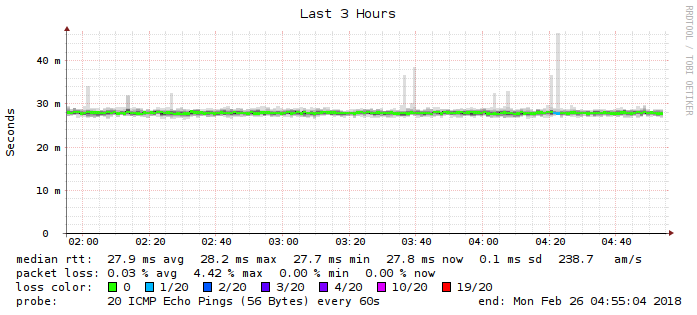 Last 3 Hours
RRDTOOL / TOBI OETIKER
Seconds
40 m
30 m
20 m
10 m
0
02:00 02:20 02:40 03:00 03:20 03:40 04:00 04:20 04:40
median rtt: 27.9 ms avg 28.2 ms max 27.7 ms min 27.8 ms now 0.1 ms sd 238.7 am/s
packet loss: 0.03 % avg 4.42 % max 0.00 % min 0.00 % now
loss color: 0 1/20 2/20 3/20 4/20 10/20 19/20
probe: 20 ICMP Echo Pings (56 Bytes) every 60s end: Mon Feb 26 04:55:04 2018